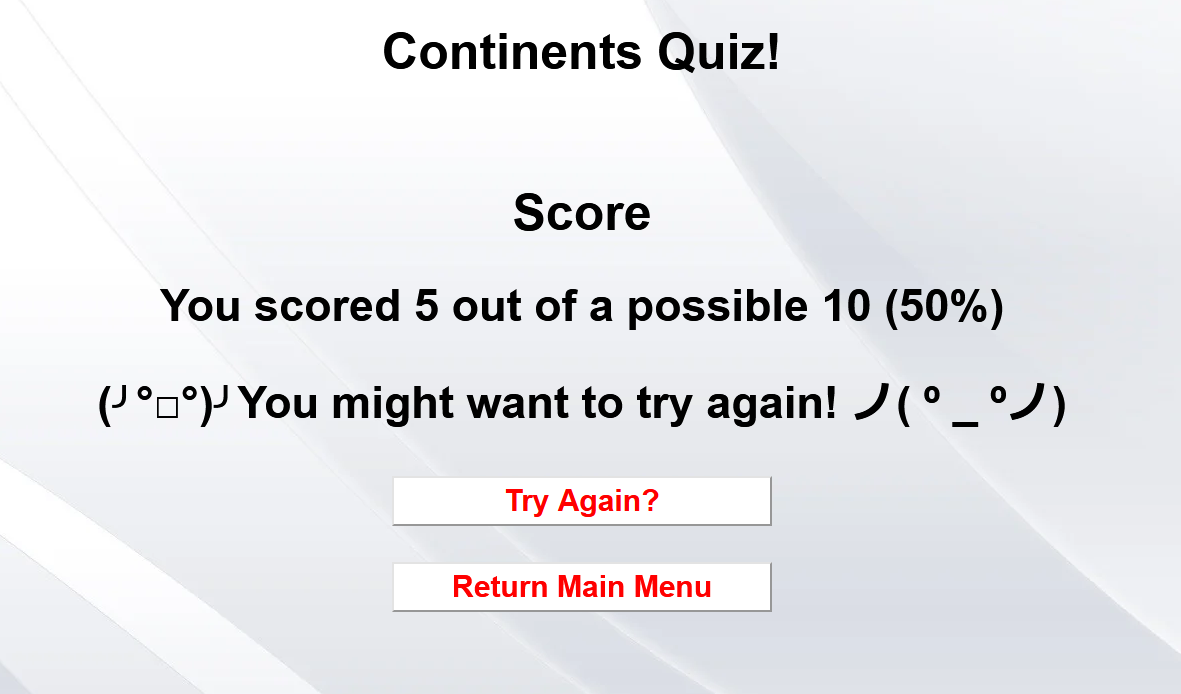 Continents Quiz!
Score
You scored 5 out of a possible 10 (50%)
(╯°□°)╯You might want to try again! ノ( º _ ºノ)
Try Again?
Return Main Menu